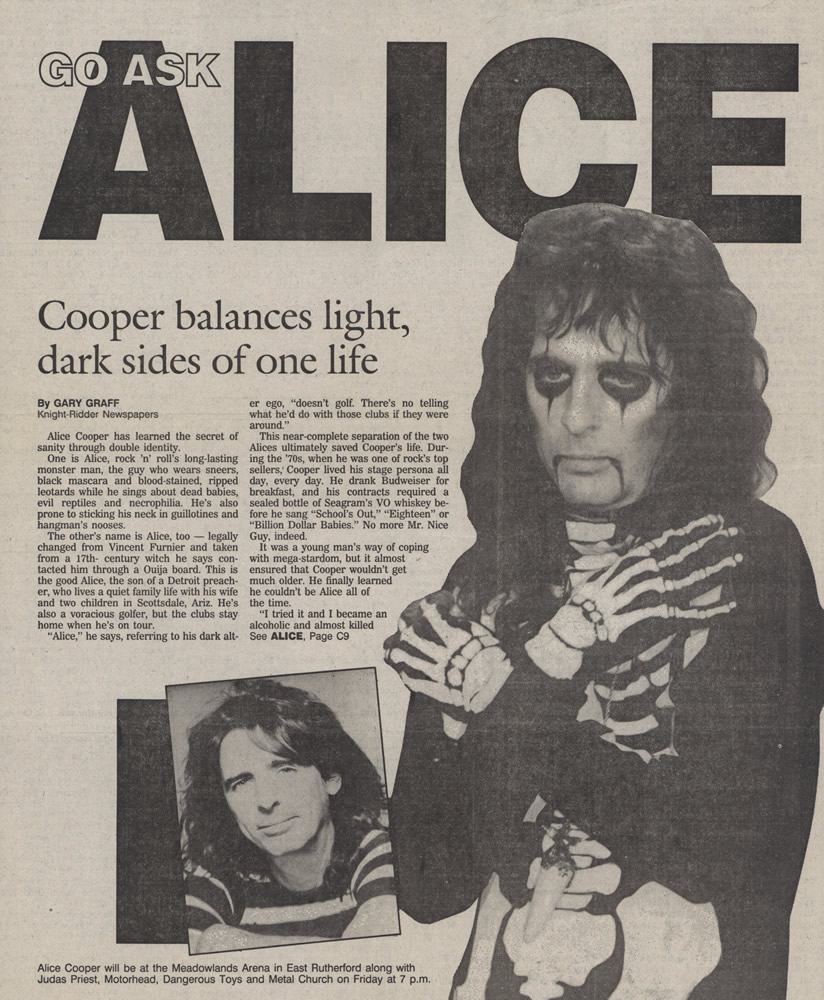 GO ASK
ALICE
Cooper balances light,
dark sides of one life
By GARY GRAFF
Knight-Ridder Newspapers
Alice Cooper has learned the secret of
sanity through double identity.
One is Alice, rock 'n' roll's long-lasting
monster man, the guy who wears sneers,
black mascara and blood-stained, ripped
leotards while he sings about dead babies,
evil reptiles and necrophilia. He's also
prone to sticking his neck in guillotines and
hangman's nooses.
The other's name is Alice, too — legally
changed from Vincent Furnier and taken
from a 17th- century witch he says con-
tacted him through a Ouija board. This is
the good Alice, the son of a Detroit preach-
er, who lives a quiet family life with his wife
and two children in Scottsdale, Ariz. He's
also a voracious golfer, but the clubs stay
home when he's on tour.
"Alice," he says, referring to his dark alt-
er ego, "doesn't golf. There's no telling
what he'd do with those clubs if they were
around."
This near-complete separation of the two
Alices ultimately saved Cooper's life. Dur-
ing the '70s, when he was one of rock's top
sellers, Cooper lived his stage persona all
day, every day. He drank Budweiser for
breakfast, and his contracts required a
sealed bottle of Seagram's VO whiskey be-
fore he sang "School's Out," "Eighteen" or
"Billion Dollar Babies." No more Mr. Nice
Guy, indeed.
It was a young man's way of coping
with mega-stardom, but it almost
ensured that Cooper wouldn't get
much older. He finally learned
he couldn't be Alice all of
the time.
"I tried it and I became an
alcoholic and almost killed
See ALICE, Page C9
Alice Cooper will be at the Meadowlands Arena in East Rutherford along with
Judas Priest, Motorhead, Dangerous Toys and Metal Church on Friday at 7 p.m.